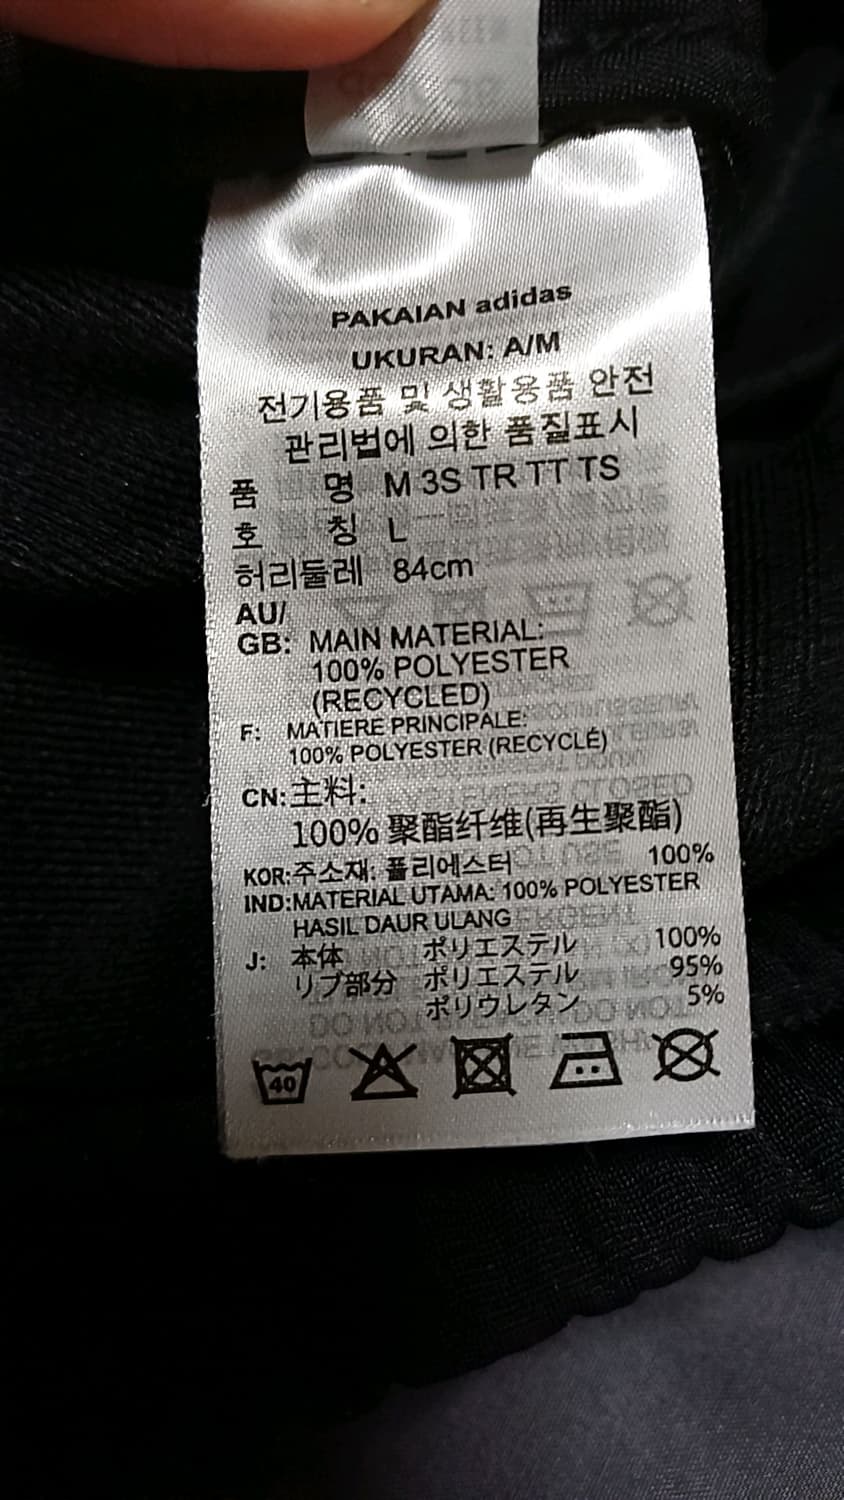 PAKAIAN adidas
UKURAN: A/M
전기용품 및 생활용품 안전
관리법에 의한 품질표시
품 명 M 3S TR TT TS
호 칭 L
허리둘레 84cm
AU/
GB: MAIN MATERIAL:
100% POLYESTER
(RECYCLED)
F: MATIERE PRINCIPALE:
100% POLYESTER (RECYCLÉ)
CN: 主料:
100% 聚酯纤维(再生聚酯)
KOR: 주소재: 폴리에스터 100%
IND: MATERIAL UTAMA: 100% POLYESTER
HASIL DAUR ULANG
J: 本体 ポリエステル 100%
リブ部分 ポリエステル 95%
ポリウレタン 5%
40